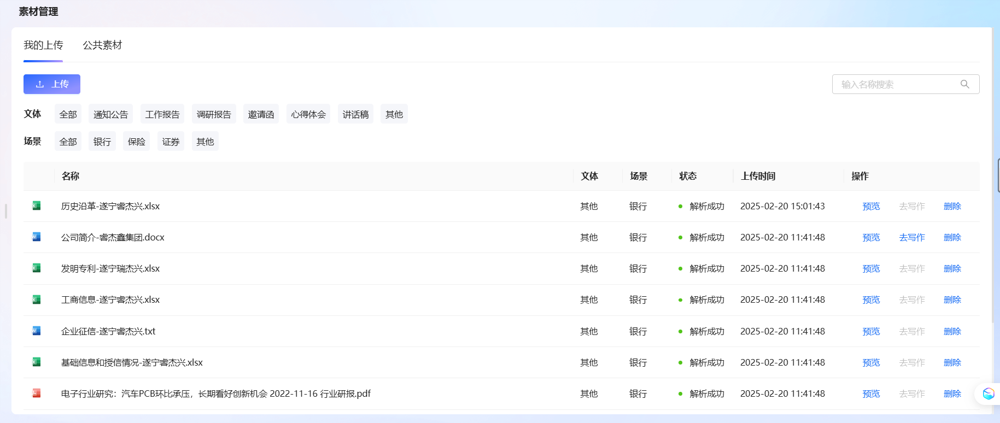 素材管理
我的上传 公共素材
上传 输入名称搜索
文体 全部 通知公告 工作报告 调研报告 邀请函 心得体会 讲话稿 其他
场景 全部 银行 保险 证券 其他
名称 文体 场景 状态 上传时间 操作
历史沿革-遂宁睿杰兴.xlsx 其他 银行 解析成功 2025-02-20 15:01:43 预览 去写作 删除
公司简介-睿杰鑫集团.docx 其他 银行 解析成功 2025-02-20 11:41:48 预览 去写作 删除
发明专利-遂宁瑞杰兴.xlsx 其他 银行 解析成功 2025-02-20 11:41:48 预览 去写作 删除
工商信息-遂宁睿杰兴.xlsx 其他 银行 解析成功 2025-02-20 11:41:48 预览 去写作 删除
企业征信-遂宁睿杰兴.txt 其他 银行 解析成功 2025-02-20 11:41:48 预览 去写作 删除
基础信息和授信情况-遂宁睿杰兴.xlsx 其他 银行 解析成功 2025-02-20 11:41:48 预览 去写作 删除
电子行业研究：汽车PCB环比承压，长期看好创新机会 2022-11-16 行业研报.pdf 其他 银行 解析成功 2025-02-20 11:41:48 预览 去写作 删除